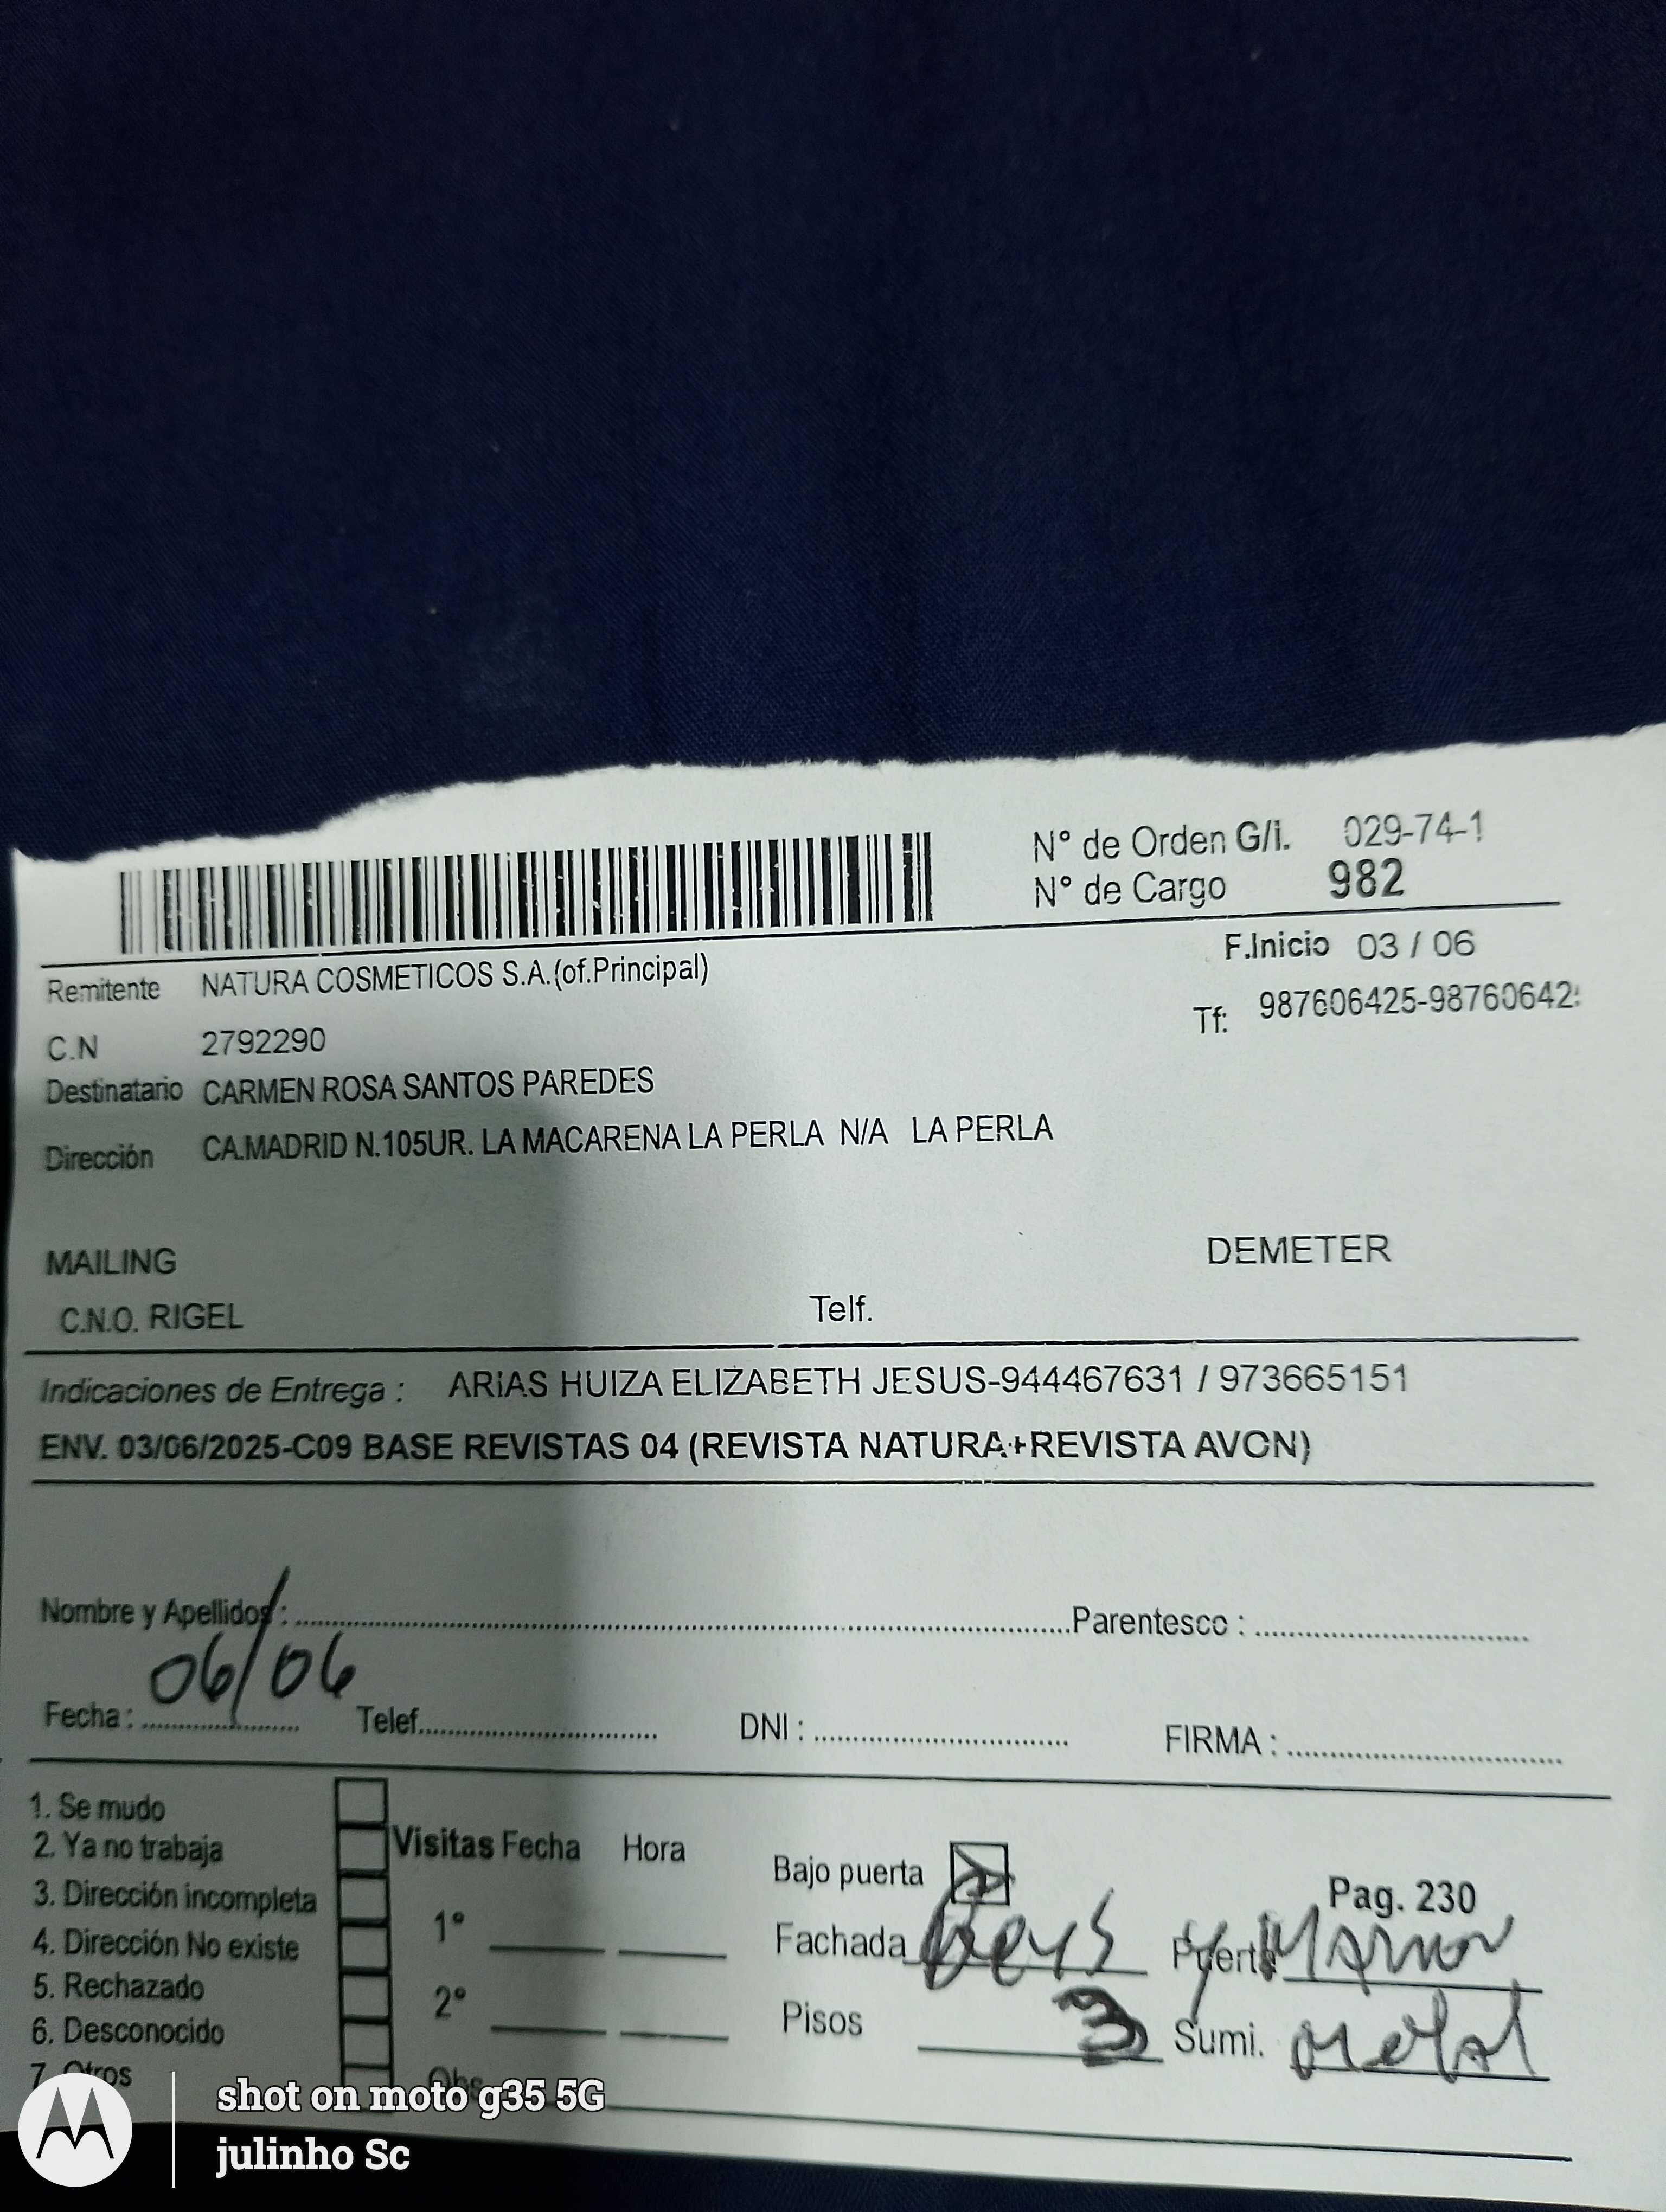 N° de Orden G/i. 029-74-1
N° de Cargo 982
F.Inicio 03 / 06
Remitente NATURA COSMETICOS S.A.(of.Principal)
Tf: 987606425-98760642
C.N 2792290
Destinatario CARMEN ROSA SANTOS PAREDES
Dirección CA.MADRID N.105UR. LA MACARENA LA PERLA N/A LA PERLA
MAILING DEMETER
C.N.O. RIGEL Telf.
Indicaciones de Entrega : ARIAS HUIZA ELIZABETH JESUS-944467631 / 973665151
ENV. 03/06/2025-C09 BASE REVISTAS 04 (REVISTA NATURA+REVISTA AVON)
Nombre y Apellidos : Parentesco :
Fecha : 06/06 Telef. DNI : FIRMA :
1. Se mudo
2. Ya no trabaja
3. Dirección incompleta
4. Dirección No existe
5. Rechazado
6. Desconocido
7. Otros
Visitas Fecha Hora
1°
2°
Obs
Bajo puerta
Pag. 230
Fachada Puerta
Pisos 3 Sumi.
shot on moto g35 5G
julinho Sc